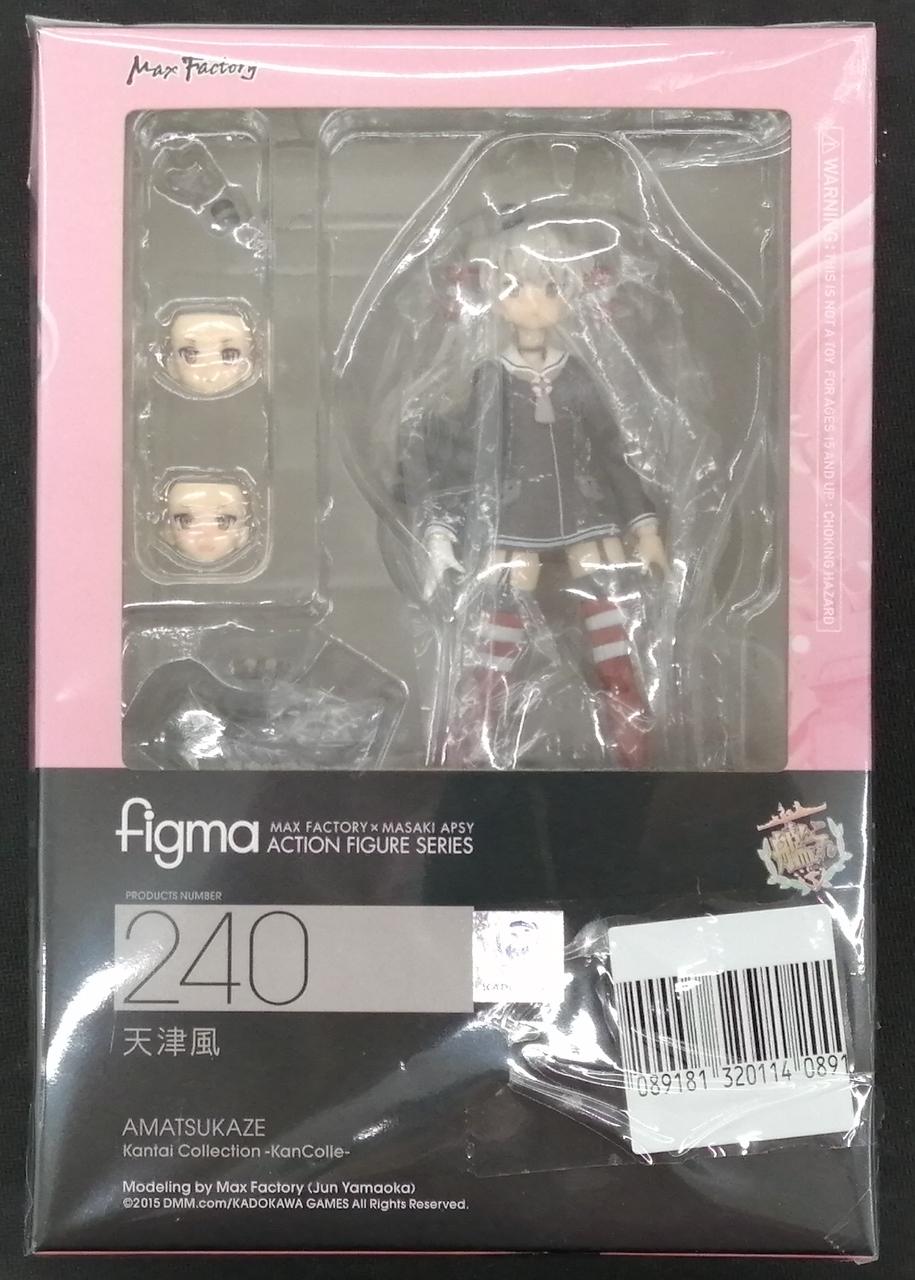 Max Factory
⚠ WARNING: THIS IS NOT A TOY. FOR AGES 15 AND UP : CHOKING HAZARD
figma
MAX FACTORY × MASAKI APSY
ACTION FIGURE SERIES
PRODUCTS NUMBER
240
天津風
089181 320114 0891
AMATSUKAZE
Kantai Collection -KanColle-
Modeling by Max Factory (Jun Yamaoka)
©2015 DMM.com/KADOKAWA GAMES All Rights Reserved.